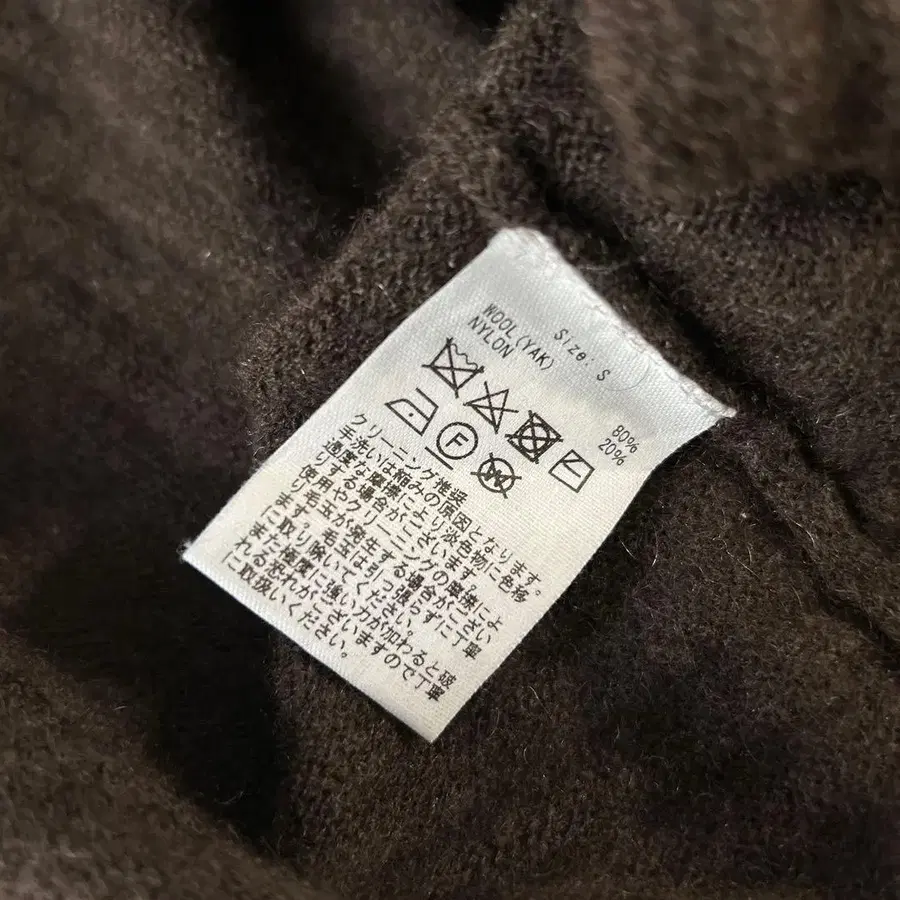 Size: S
WOOL(YAK) 80%
NYLON 20%
F
W
クリーニング推奨
手洗いは縮みの原因となります。
適度な摩擦により淡色物に色移
りする場合がございます。
使用やクリーニングの摩擦によ
り毛玉が発生する場合がござい
ます。毛玉は引っ張らずに丁寧
に取り除いてください。
また極度に強い力が加わると破
れる恐れがございますので丁寧
に取扱いください。